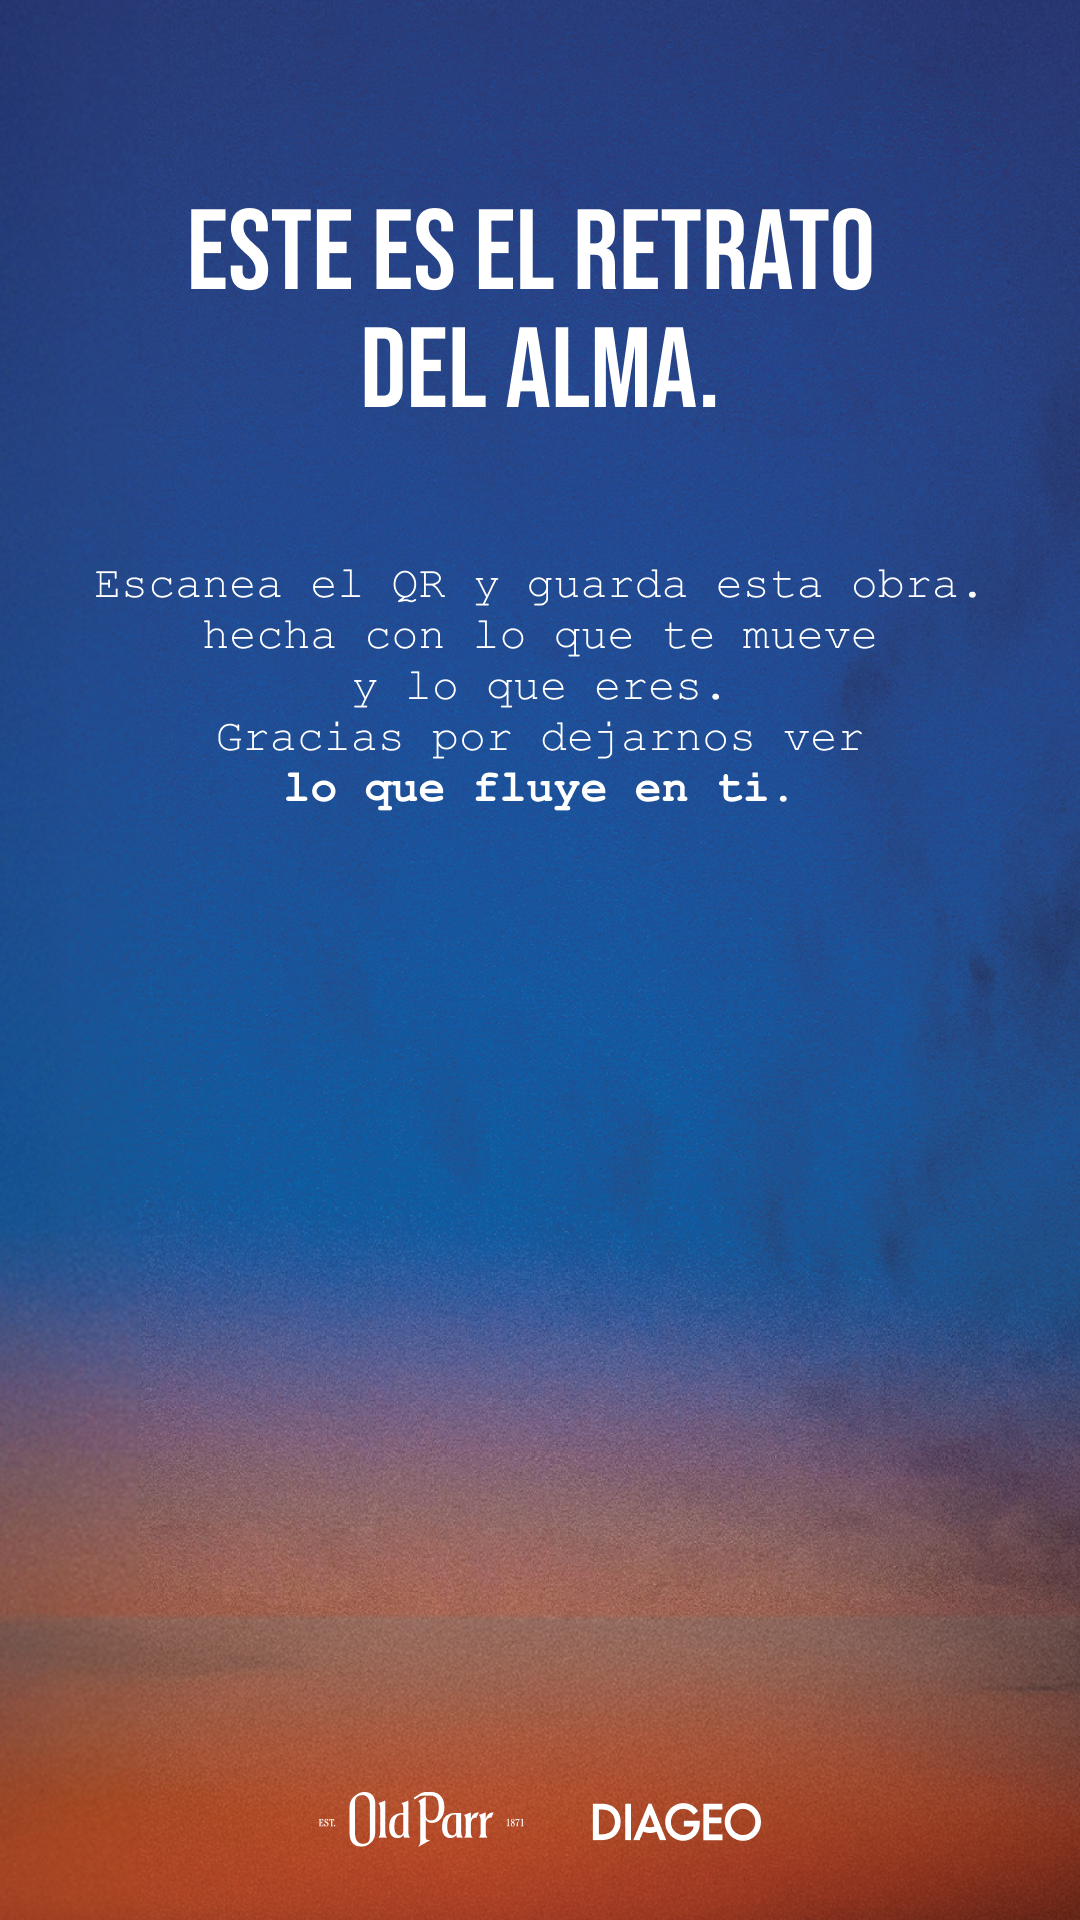 ESTE ES EL RETRATO
DEL ALMA.
Escanea el QR y guarda esta obra.
hecha con lo que te mueve
y lo que eres.
Gracias por dejarnos ver
lo que fluye en ti.
EST. Old Parr 1871 DIAGEO